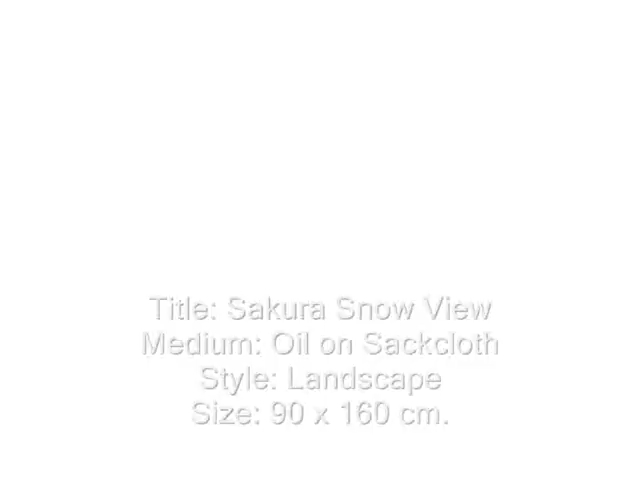 Title: Sakura Snow View
Medium: Oil on Sackcloth
Style: Landscape
Size: 90 x 160 cm.